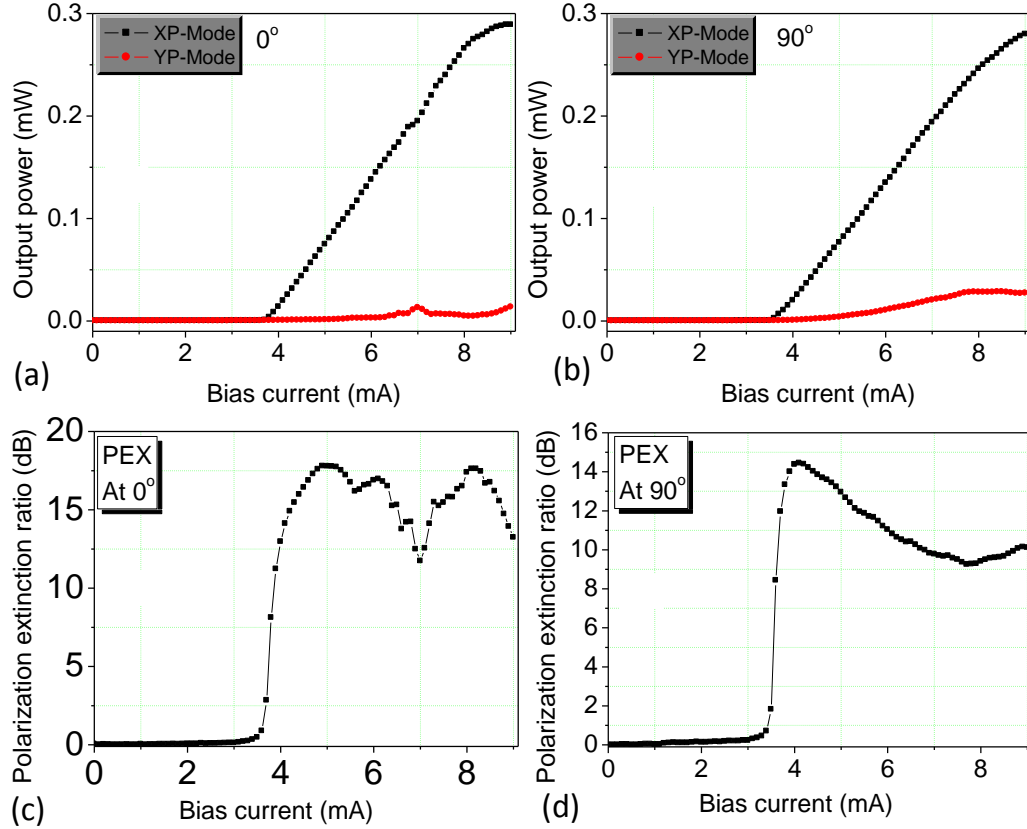 XP-Mode
YP-Mode
0°
Output power (mW)
0.3
0.2
0.1
0.0
0 2 4 6 8
Bias current (mA)
(a)
XP-Mode
YP-Mode
90°
Output power (mW)
0.3
0.2
0.1
0.0
0 2 4 6 8
Bias current (mA)
(b)
PEX
At 0°
Polarization extinction ratio (dB)
20
15
10
5
0
0 2 4 6 8
Bias current (mA)
(c)
PEX
At 90°
Polarization extinction ratio (dB)
16
14
12
10
8
6
4
2
0
0 2 4 6 8
Bias current (mA)
(d)